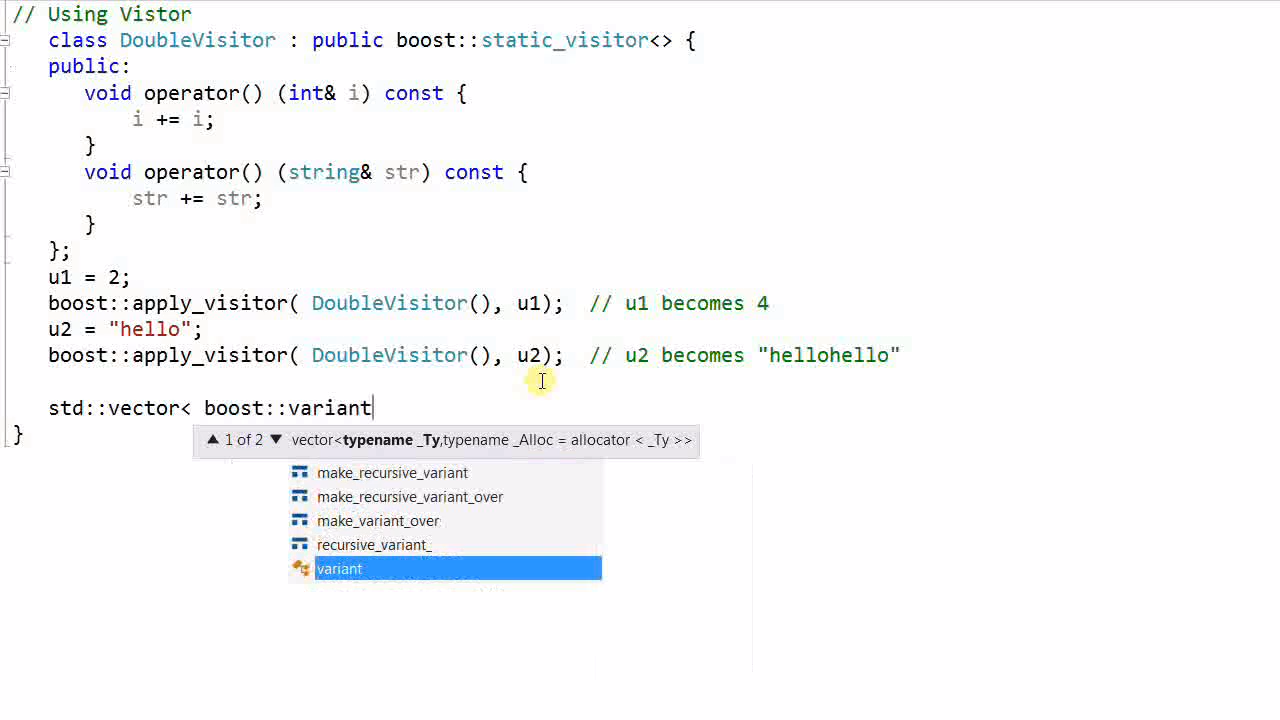 // Using Vistor
class DoubleVisitor : public boost::static_visitor<> {
public:
void operator() (int& i) const {
i += i;
}
void operator() (string& str) const {
str += str;
}
};
u1 = 2;
boost::apply_visitor( DoubleVisitor(), u1);  // u1 becomes 4
u2 = "hello";
boost::apply_visitor( DoubleVisitor(), u2);  // u2 becomes "hellohello"
std::vector< boost::variant
}
▲ 1 of 2 ▼ vector<typename _Ty,typename _Alloc = allocator < _Ty >>
make_recursive_variant
make_recursive_variant_over
make_variant_over
recursive_variant_
variant